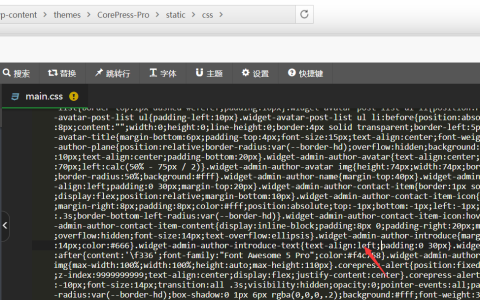 rp-content › themes › CorePress-Pro › static › css ›
搜索 替换 跳转行 字体 主题 设置 快捷键
main.css
-avatar-post-list ul{padding-left:10px}.widget-avatar-post-list ul li:before{position:abso
:8px;content:"";width:0;height:0;line-height:0;border:4px solid transparent;border-left:5p
-avatar-title{margin-bottom:6px;padding-top:4px;font-size:15px;text-align:center;font-weig
-author-plane{position:relative;border-radius:var(--border-hd);overflow:hidden;background:
:10px;text-align:center;padding-bottom:20px}.widget-admin-author-avatar{text-align:center;
:70px;left:calc(50% - 75px / 2)}.widget-admin-author-avatar img{height:74px;width:74px;bor
;border-radius:50%;background:#fff}.widget-admin-author-name{margin-top:40px}.widget-admin
-align:left;padding:0 30px;margin-top:20px}.widget-admin-author-contact-item{border:1px so
;display:flex;position:relative;margin-bottom:10px}.widget-admin-author-contact-item-icon{
;margin-right:8px;padding:8px;color:#fff;position:absolute;top:-1px;bottom:-1px;left:-1px;
:.3s;border-bottom-left-radius:var(--border-hd)}.widget-admin-author-contact-item-icon:hov
-admin-author-contact-item-content{display:inline-block;padding:8px 0;padding-right:20px;m
;overflow:hidden;font-size:14px;text-overflow:ellipsis}.widget-admin-author-introduce{marg
:14px;color:#666}.widget-admin-author-introduce-text{text-align:left;padding:0 30px}.widge
:after{content:'\f336';font-family:"Font Awesome 5 Pro";color:#f4c768}.widget-admin-author
-img{max-width:100%;width:100%;height:auto;max-height:110px}.corepress-alert{position:fixed
;z-index:9999999999;text-align:center;display:flex;justify-content:center;pointer-events:
:-10px;font-size:14px;transition:all .3s;visibility:hidden;opacity:0;pointer-events:all;pa
-radius:var(--border-hd);box-shadow:0 1px 6px rgba(0,0,0,.2);background:#fff;font-weight:3